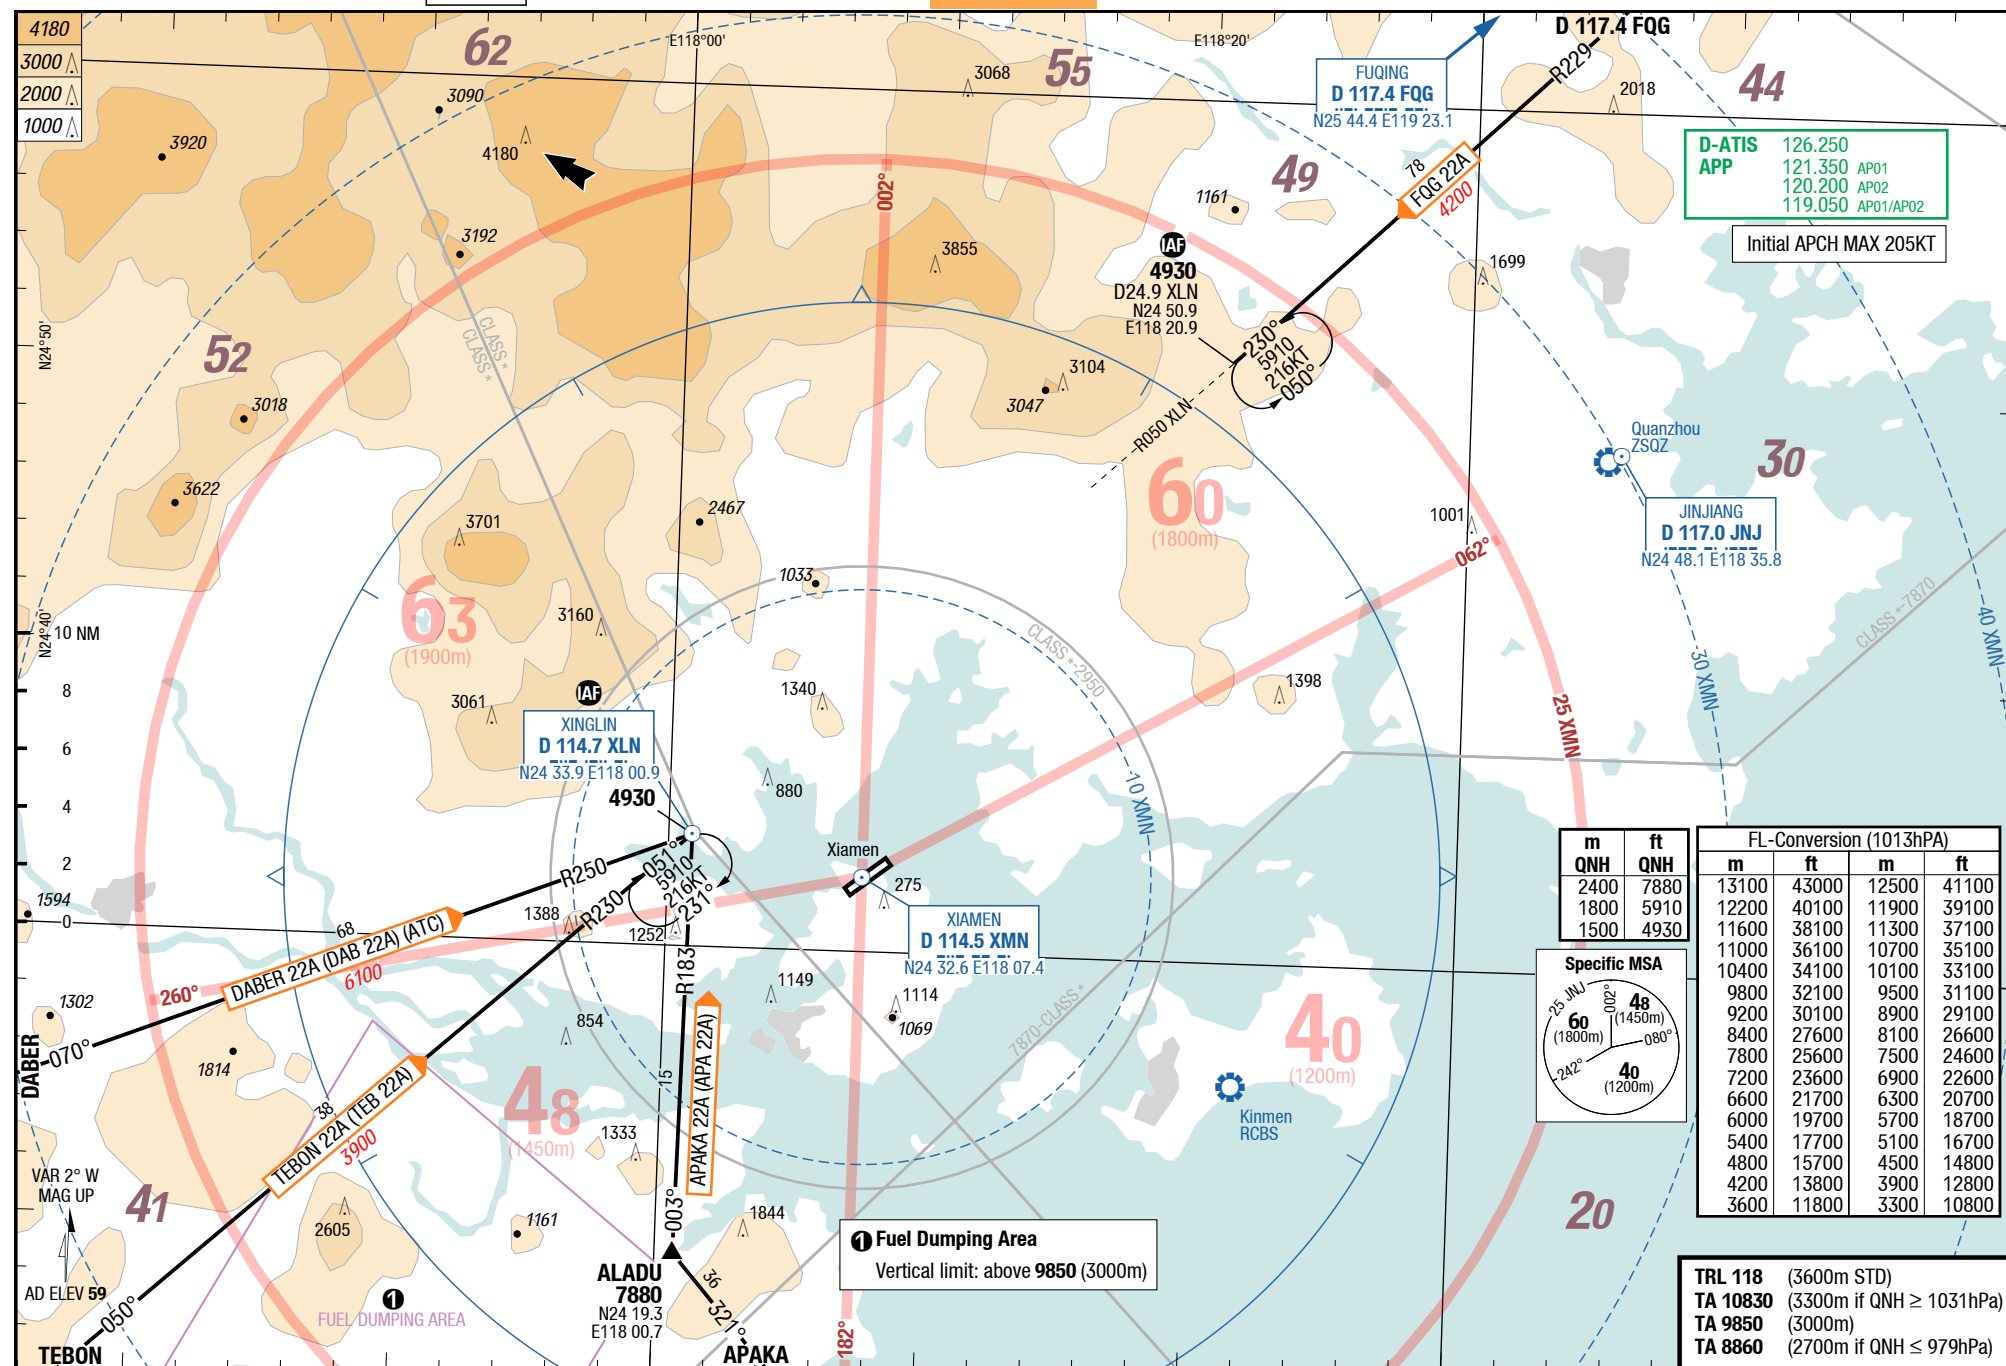 4180
3000
2000
1000
62
55
44
E118°00'
E118°20'
D 117.4 FQG
R229
3920
3090
4180
3068
2018
FUQING
D 117.4 FQG
N25 44.4 E119 23.1
D-ATIS 126.250
APP 121.350 AP01
120.200 AP02
119.050 AP01/AP02
Initial APCH MAX 205KT
49
1161
78
FQG 22A
4200
002°
3192
3855
IAF
4930
D24.9 XLN
N24 50.9
E118 20.9
1699
N24°50'
52
CLASS *
CLASS *
230°
5910
216KT
050°
3018
3104
3047
R050 XLN
Quanzhou
ZSQZ
30
JINJIANG
D 117.0 JNJ
N24 48.1 E118 35.8
3622
3701
2467
60
(1800m)
1001
062°
1033
63
(1900m)
3160
N24°40'
10 NM
8
6
4
2
0
CLASS *-2950
CLASS *-7870
40 XMN
30 XMN
25 XMN
10 XMN
3061
1340
1398
IAF
XINGLIN
D 114.7 XLN
N24 33.9 E118 00.9
4930
880
Xiamen
275
XIAMEN
D 114.5 XMN
N24 32.6 E118 07.4
R250
051°
5910
216KT
231°
R230
R183
1388
1252
1594
68
DABER 22A (DAB 22A) (ATC)
6100
260°
1302
DABER
070°
1814
1149
1114
1069
854
7870-CLASS *
40
(1200m)
Kinmen
RCBS
m ft
QNH QNH
2400 7880
1800 5910
1500 4930
FL-Conversion (1013hPA)
m ft m ft
13100 43000 12500 41100
12200 40100 11900 39100
11600 38100 11300 37100
11000 36100 10700 35100
10400 34100 10100 33100
9800 32100 9500 31100
9200 30100 8900 29100
8400 27600 8100 26600
7800 25600 7500 24600
7200 23600 6900 22600
6600 21700 6300 20700
6000 19700 5700 18700
5400 17700 5100 16700
4800 15700 4500 14800
4200 13800 3900 12800
3600 11800 3300 10800
Specific MSA
25 JNJ
002°
48
(1450m)
60
(1800m)
080°
242°
40
(1200m)
38
TEBON 22A (TEB 22A)
3900
48
(1450m)
15
APAKA 22A (APA 22A)
1333
VAR 2° W
MAG UP
41
2605
1161
003°
1844
20
AD ELEV 59
050°
TEBON
1
FUEL DUMPING AREA
ALADU
7880
N24 19.3
E118 00.7
36
321°
APAKA
182°
1 Fuel Dumping Area
Vertical limit: above 9850 (3000m)
TRL 118 (3600m STD)
TA 10830 (3300m if QNH ≥ 1031hPa)
TA 9850 (3000m)
TA 8860 (2700m if QNH ≤ 979hPa)